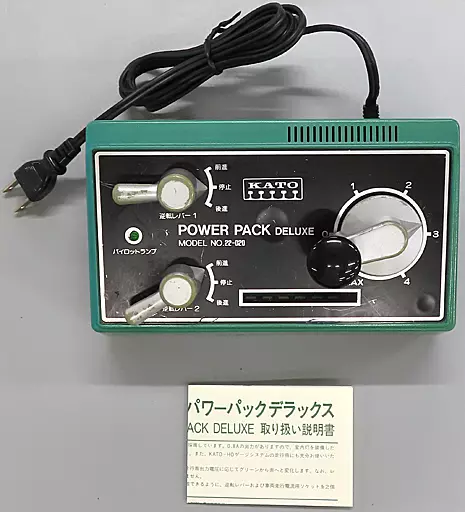 前進
停止
後進
逆転レバー 1
KATO
POWER PACK DELUXE
MODEL NO.22-020
パイロットランプ
前進
停止
後進
逆転レバー 2
0
1
2
3
4
パワーパックデラックス
ACK DELUXE 取り扱い説明書